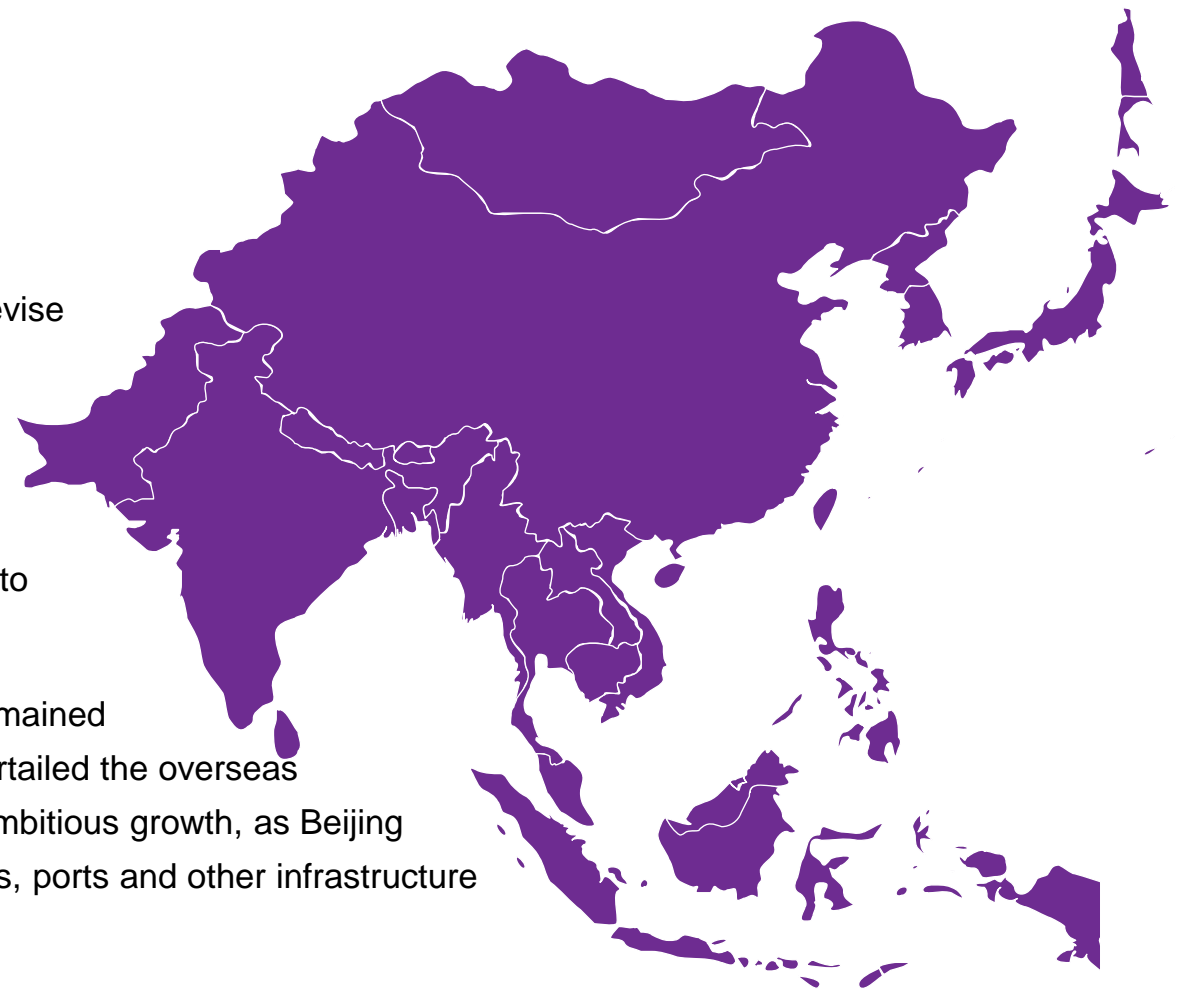 evise
to
mained
rtailed the overseas
mbitious growth, as Beijing
s, ports and other infrastructure